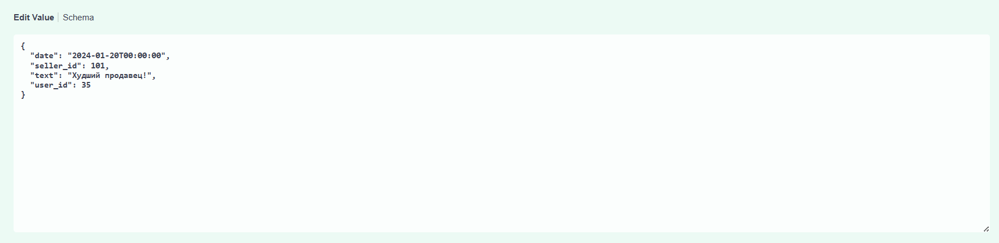 Edit Value | Schema
{
  "date": "2024-01-20T00:00:00",
  "seller_id": 101,
  "text": "Худший продавец!",
  "user_id": 35
}